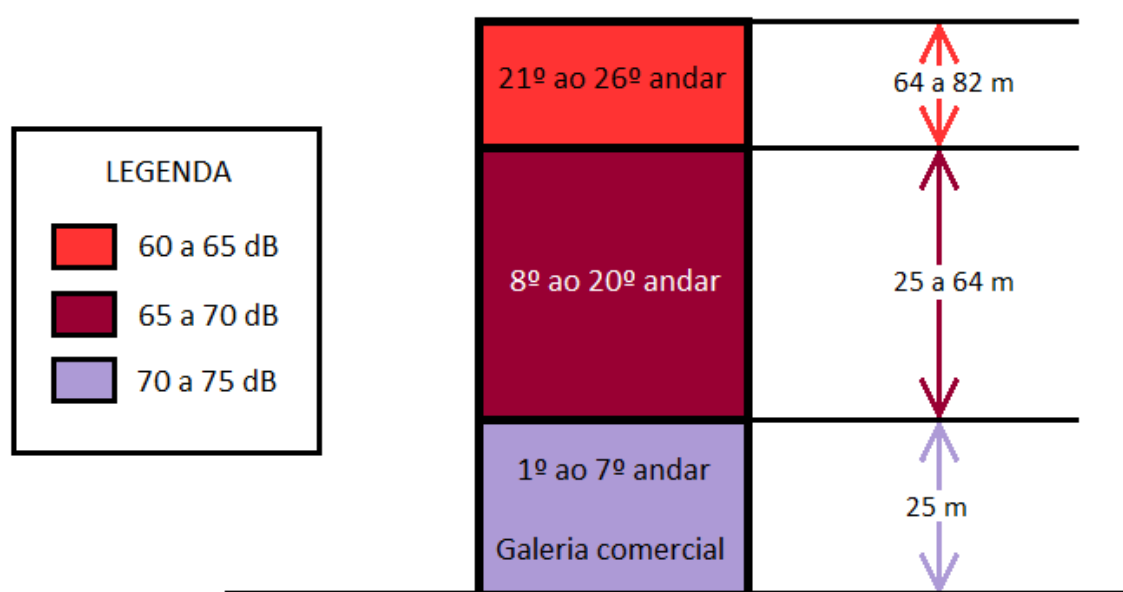 LEGENDA
60 a 65 dB
65 a 70 dB
70 a 75 dB
21º ao 26º andar
8º ao 20º andar
1º ao 7º andar
Galeria comercial
64 a 82 m
25 a 64 m
25 m